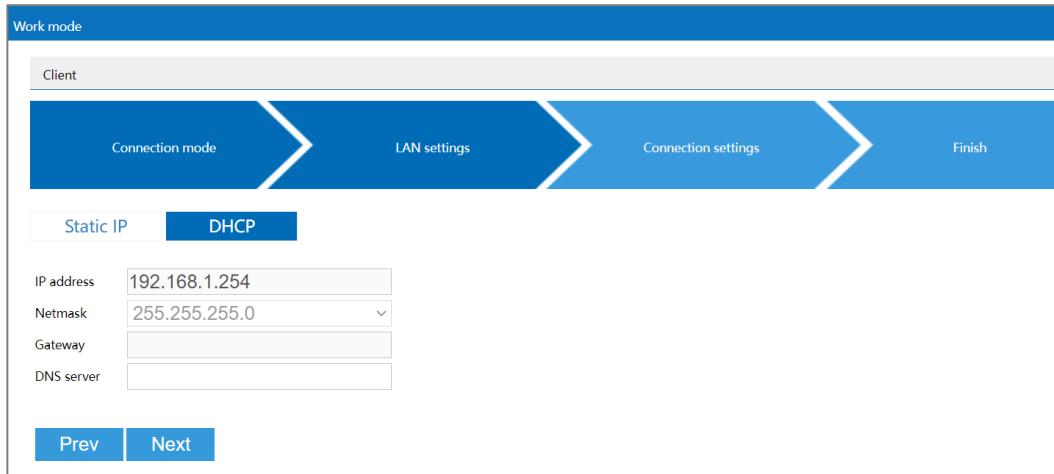 Work mode
Client
Connection mode LAN settings Connection settings Finish
Static IP DHCP
IP address 192.168.1.254
Netmask 255.255.255.0
Gateway
DNS server
Prev Next